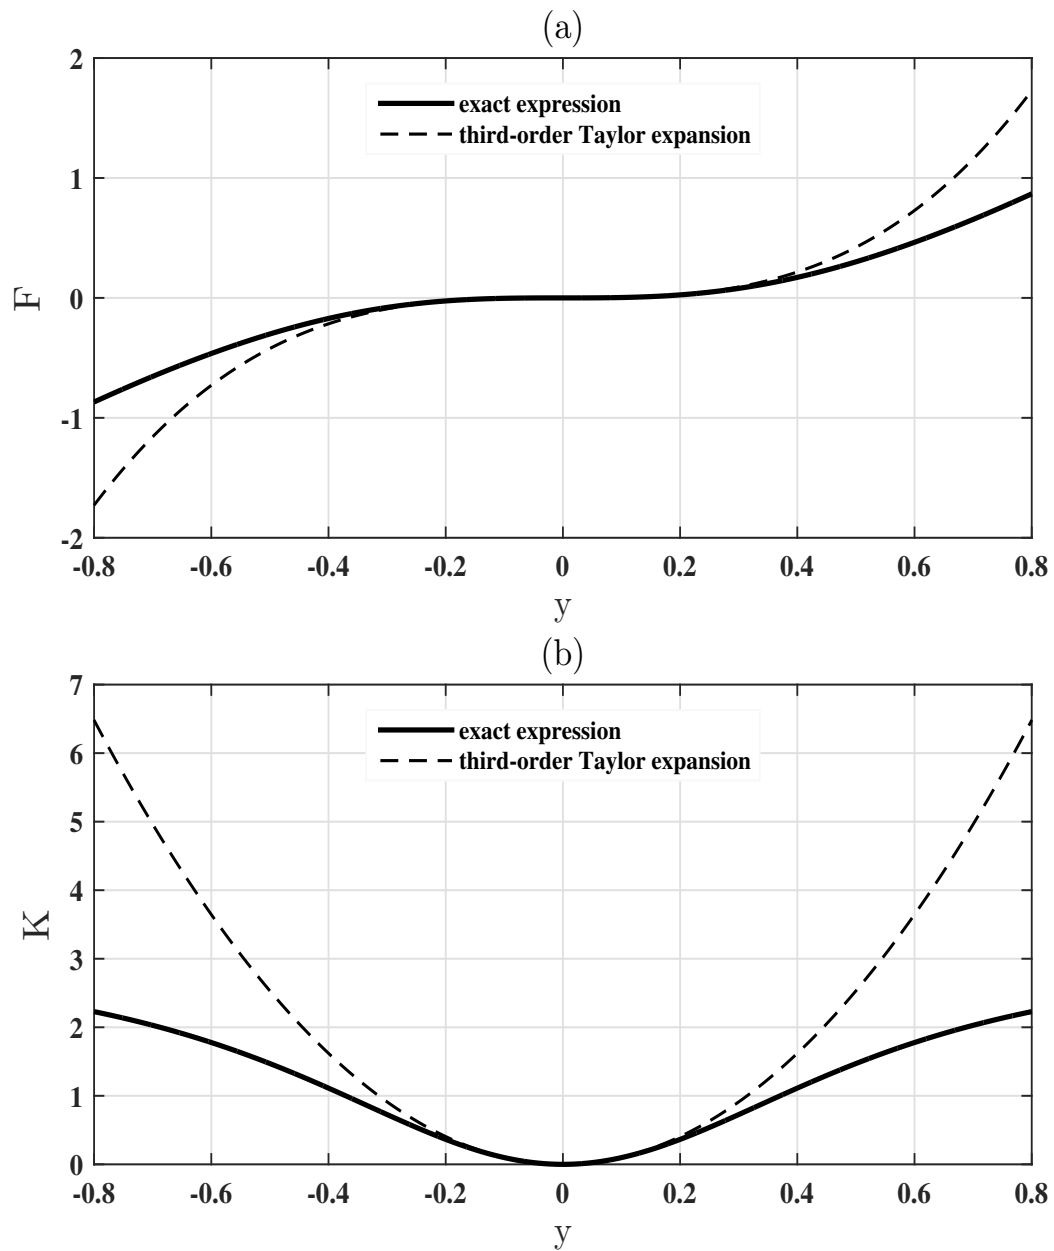 (a)
2
exact expression
third-order Taylor expansion
1
F
0
-1
-2
-0.8 -0.6 -0.4 -0.2 0 0.2 0.4 0.6 0.8
y
(b)
7
exact expression
third-order Taylor expansion
6
5
4
K
3
2
1
0
-0.8 -0.6 -0.4 -0.2 0 0.2 0.4 0.6 0.8
y